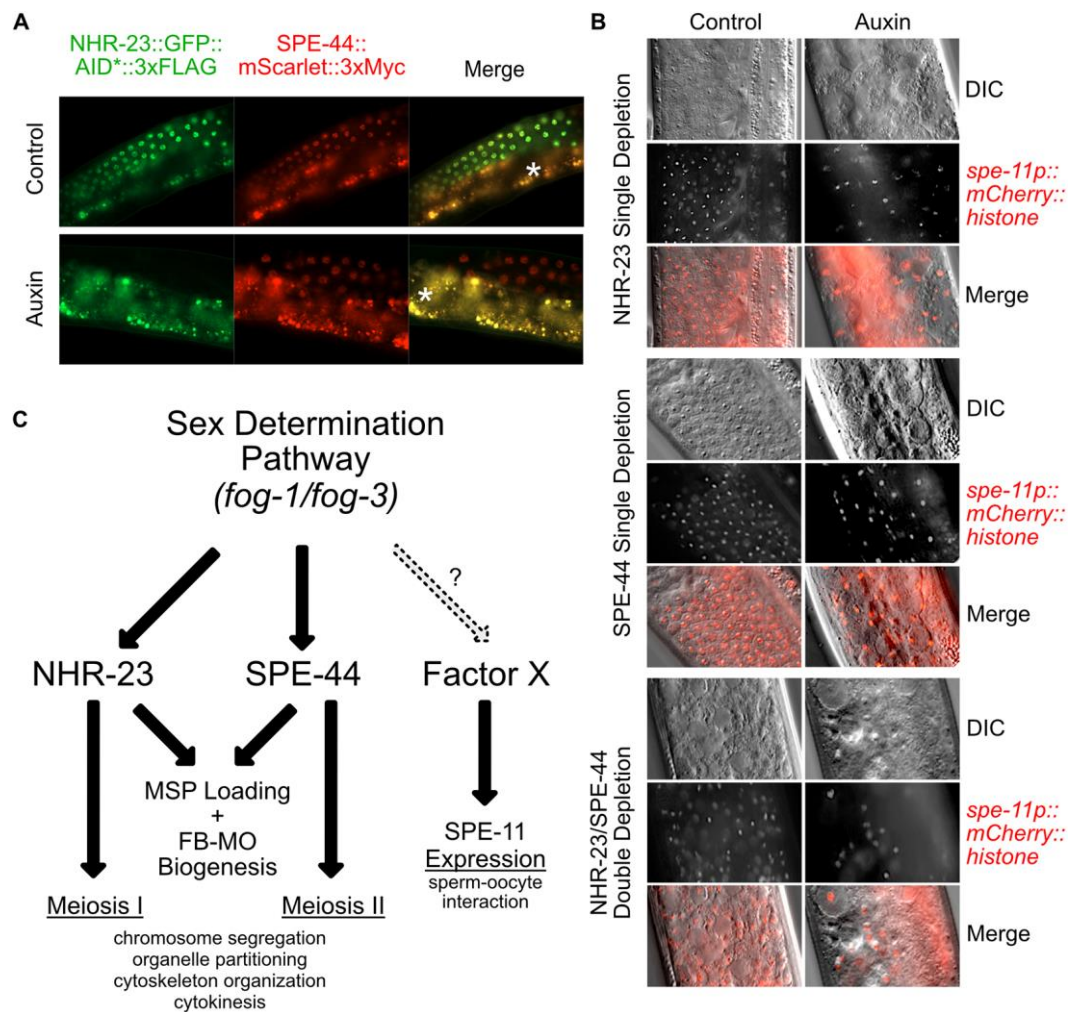 A
NHR-23::GFP::
AID*::3xFLAG
SPE-44::
mScarlet::3xMyc
Merge
Control
*
Auxin
*
B
Control
Auxin
NHR-23 Single Depletion
DIC
spe-11p::
mCherry::
histone
Merge
SPE-44 Single Depletion
DIC
spe-11p::
mCherry::
histone
Merge
NHR-23/SPE-44
Double Depletion
DIC
spe-11p::
mCherry::
histone
Merge
C
Sex Determination
Pathway
(fog-1/fog-3)
?
NHR-23
SPE-44
Factor X
MSP Loading
+
FB-MO
Biogenesis
SPE-11
Expression
sperm-oocyte
interaction
Meiosis I
Meiosis II
chromosome segregation
organelle partitioning
cytoskeleton organization
cytokinesis